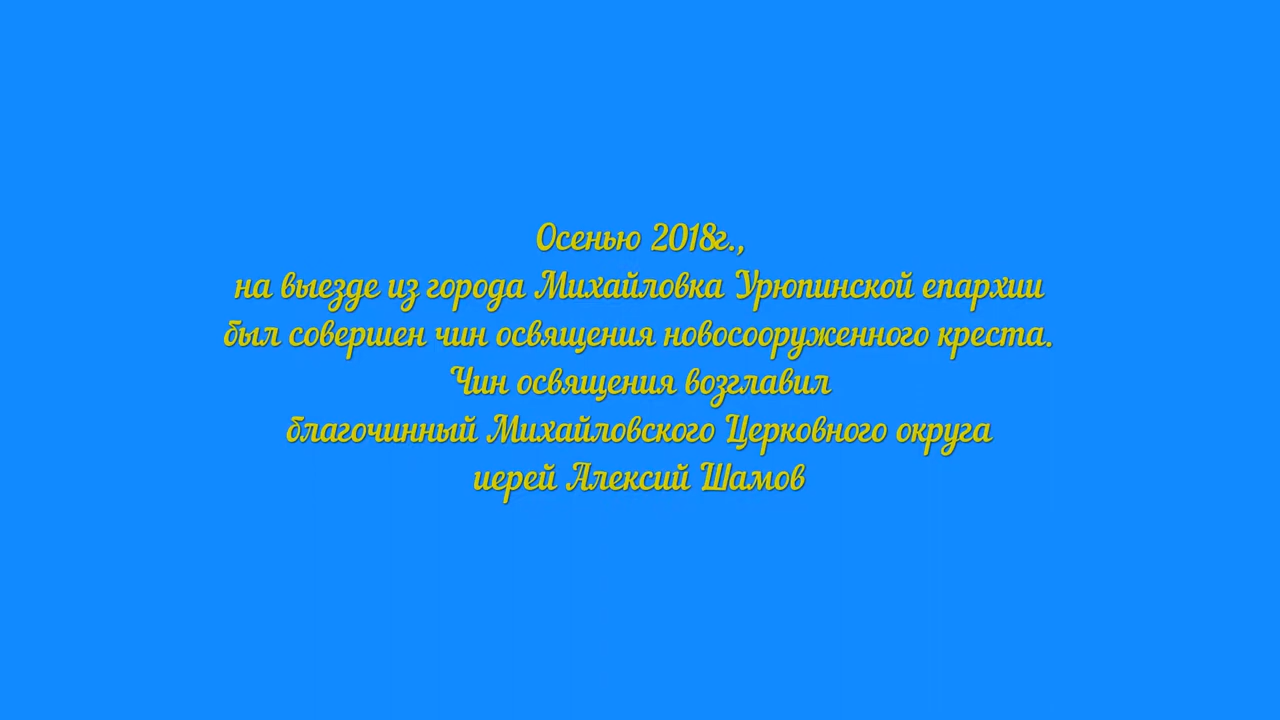 Осенью 2018г.,
на выезде из города Михайловка Урюпинской епархии
был совершен чин освящения новосооруженного креста.
Чин освящения возглавил
благочинный Михайловского Церковного округа
иерей Алексий Шамов